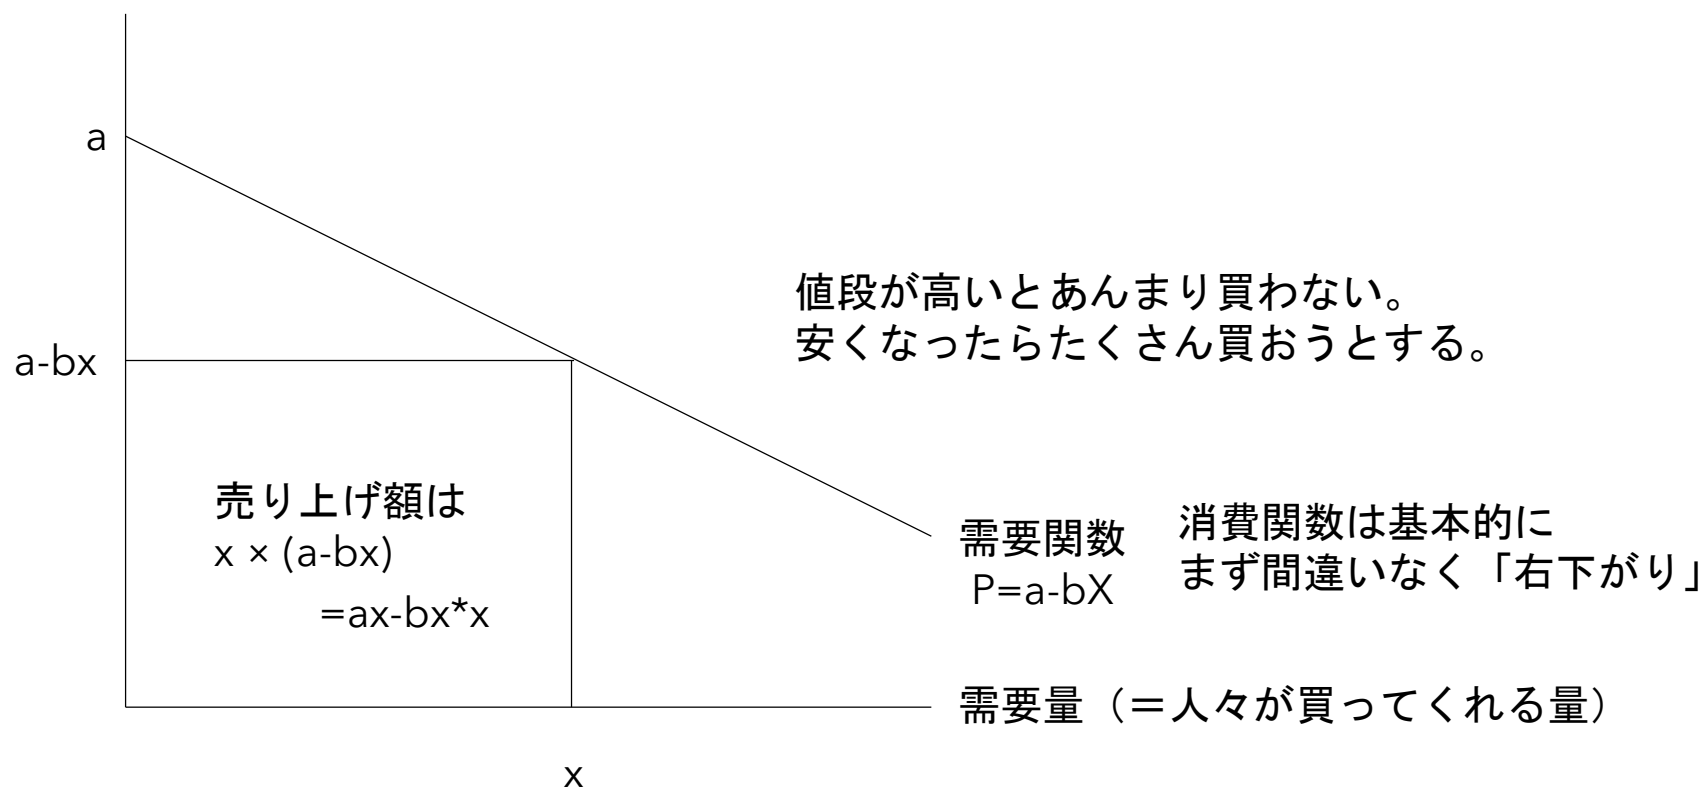 a
値段が高いとあんまり買わない。
安くなったらたくさん買おうとする。
a-bx
売り上げ額は
x × (a-bx)
=ax-bx*x
需要関数
P=a-bX
消費関数は基本的に
まず間違いなく「右下がり」
需要量（＝人々が買ってくれる量）
x